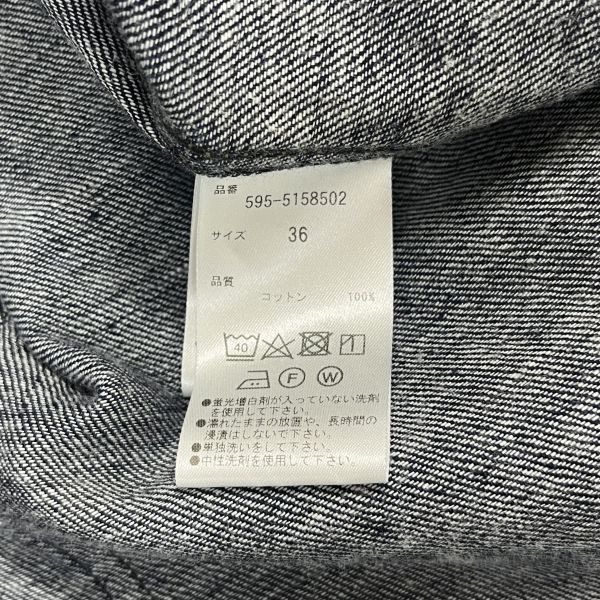 品番
595-5158502
サイズ 36
品質
コットン 100%
40
F W
●蛍光増白剤が入っていない洗剤
を使用して下さい。
●濡れたままの放置や、長時間の
浸漬はしないで下さい。
●単独洗いをして下さい。
●中性洗剤を使用して下さい。